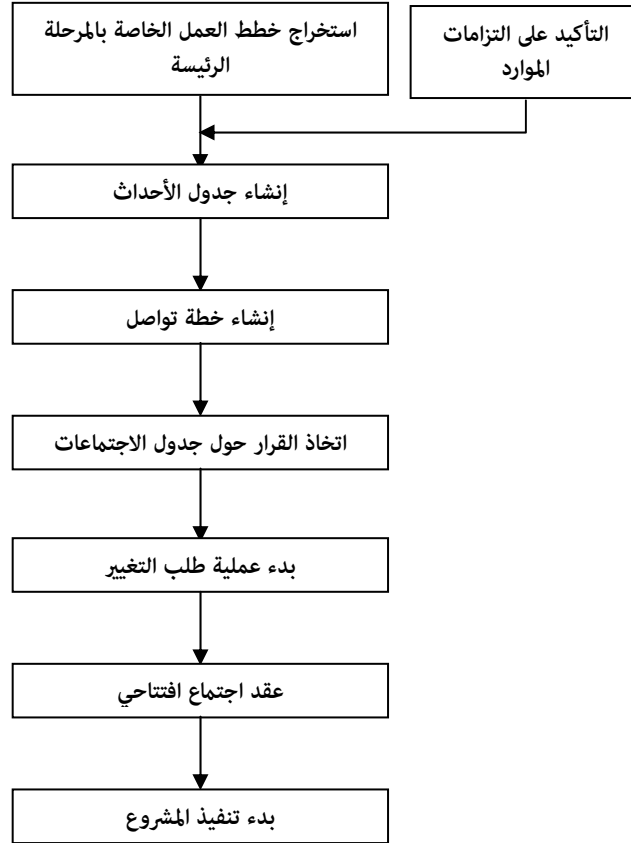 استخراج خطط العمل الخاصة بالمرحلة
الرئيسة
التأكيد على التزامات
الموارد
إنشاء جدول الأحداث
إنشاء خطة تواصل
اتخاذ القرار حول جدول الاجتماعات
بدء عملية طلب التغيير
عقد اجتماع افتتاحي
بدء تنفيذ المشروع